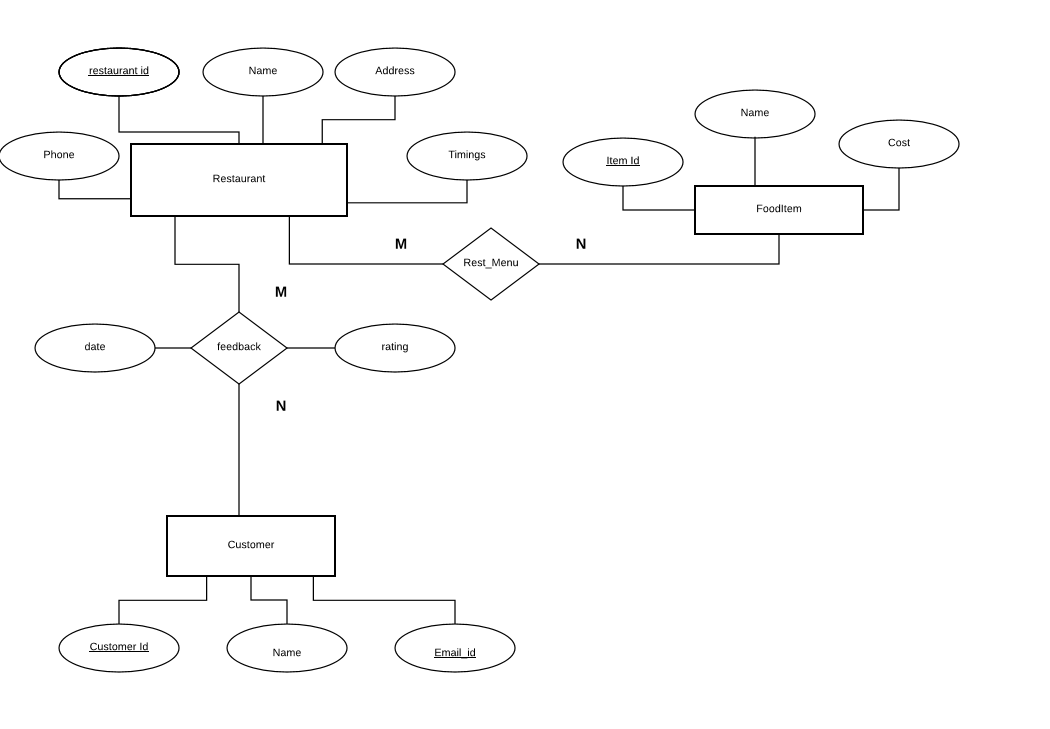 restaurant id
Name
Address
Name
Cost
Phone
Timings
Item Id
Restaurant
FoodItem
M
N
Rest_Menu
M
date
feedback
rating
N
Customer
Customer Id
Name
Email_id